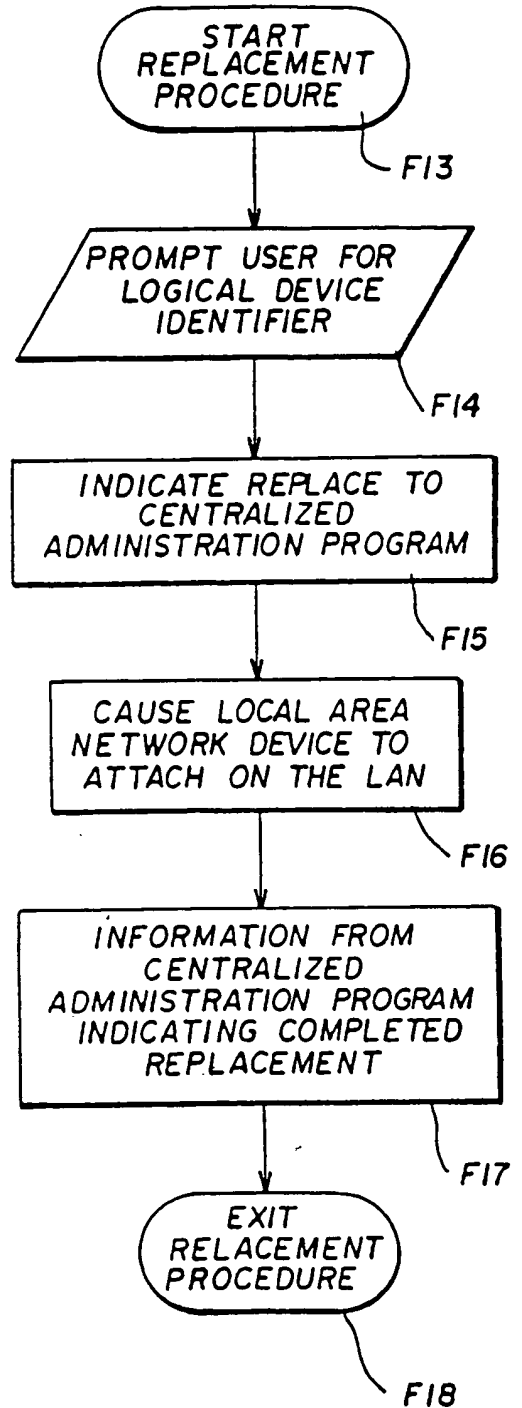 START
REPLACEMENT
PROCEDURE
F13
PROMPT USER FOR
LOGICAL DEVICE
IDENTIFIER
F14
INDICATE REPLACE TO
CENTRALIZED
ADMINISTRATION PROGRAM
F15
CAUSE LOCAL AREA
NETWORK DEVICE TO
ATTACH ON THE LAN
F16
INFORMATION FROM
CENTRALIZED
ADMINISTRATION PROGRAM
INDICATING COMPLETED
REPLACEMENT
F17
EXIT
RELACEMENT
PROCEDURE
F18